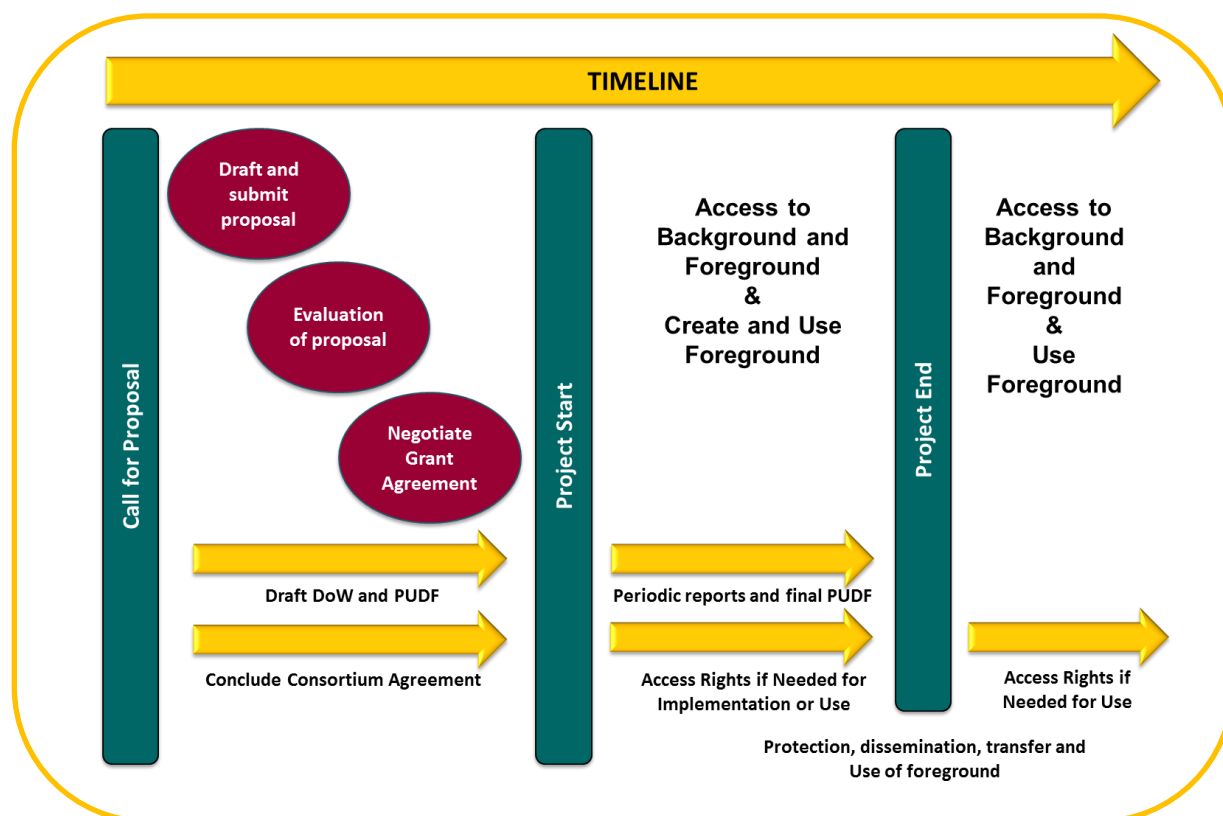 TIMELINE
Call for Proposal
Draft and
submit
proposal
Evaluation
of proposal
Negotiate
Grant
Agreement
Draft DoW and PUDF
Conclude Consortium Agreement
Project Start
Access to
Background and
Foreground
&
Create and Use
Foreground
Periodic reports and final PUDF
Access Rights if Needed for
Implementation or Use
Project End
Access to
Background
and
Foreground
&
Use
Foreground
Access Rights if
Needed for Use
Protection, dissemination, transfer and
Use of foreground